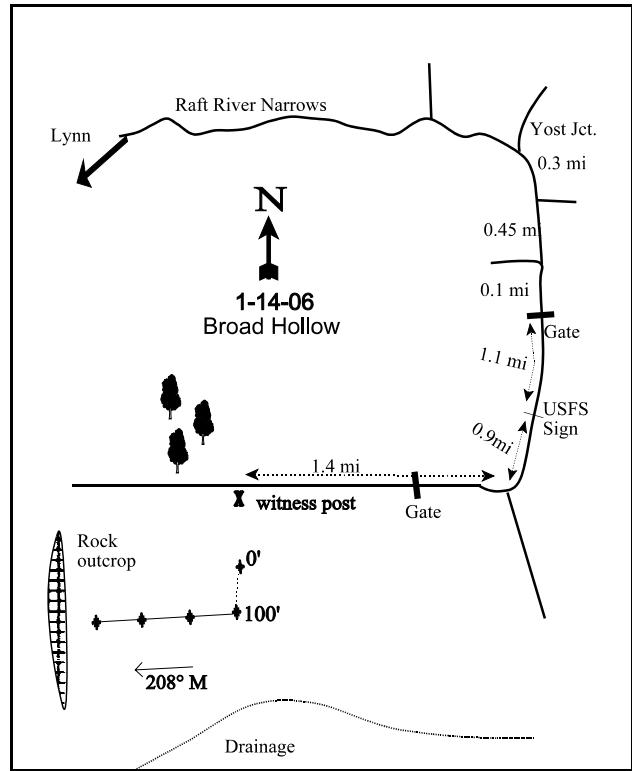 Raft River Narrows
Lynn
Yost Jct.
0.3 mi
N
0.45 mi
1-14-06
Broad Hollow
0.1 mi
Gate
1.1 mi
USFS
Sign
0.9mi
1.4 mi
witness post
Gate
Rock
outcrop
0'
100'
208° M
Drainage